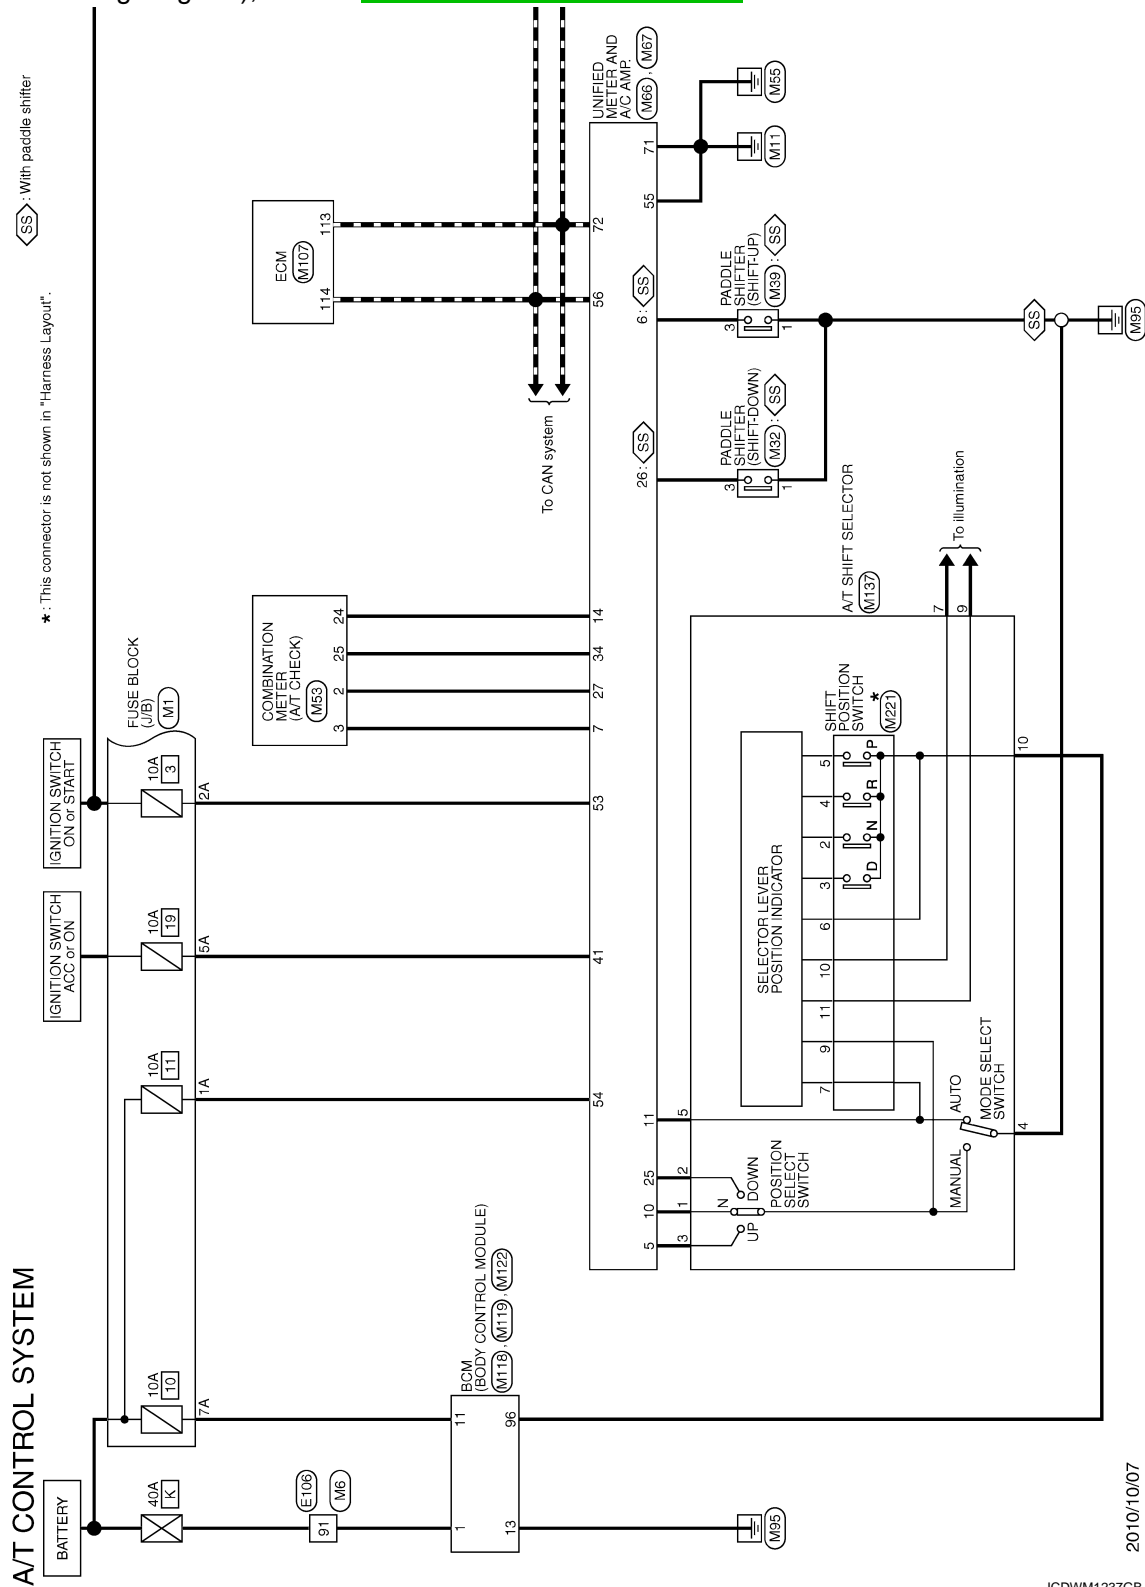 A/T CONTROL SYSTEM
BATTERY
IGNITION SWITCH
ACC or ON
IGNITION SWITCH
ON or START
* : This connector is not shown in "Harness Layout".
SS : With paddle shifter
40A
K
10A
10
10A
11
10A
19
10A
3
FUSE BLOCK
(J/B)
M1
7A
1A
5A
2A
91
E106
M6
COMBINATION
METER
(A/T CHECK)
M53
3
2
25
24
ECM
M107
114
113
To CAN system
BCM
(BODY CONTROL MODULE)
M118 , M119 , M122
1
11
13
96
M95
54
41
53
7
27
34
14
56
72
UNIFIED
METER AND
A/C AMP.
M66 , M67
5
10
25
11
26 : SS
6 : SS
55
71
3
1
2
5
PADDLE
SHIFTER
(SHIFT-DOWN)
M32 : SS
3
1
PADDLE
SHIFTER
(SHIFT-UP)
M39 : SS
3
1
M11
M55
A/T SHIFT SELECTOR
M137
SELECTOR LEVER
POSITION INDICATOR
7
9
11
10
6
3
2
4
5
D
N
R
P
SHIFT
POSITION
SWITCH
*
M221
UP
N
DOWN
POSITION
SELECT
SWITCH
MANUAL
AUTO
MODE SELECT
SWITCH
4
10
9
7
To illumination
SS
M95
2010/10/07